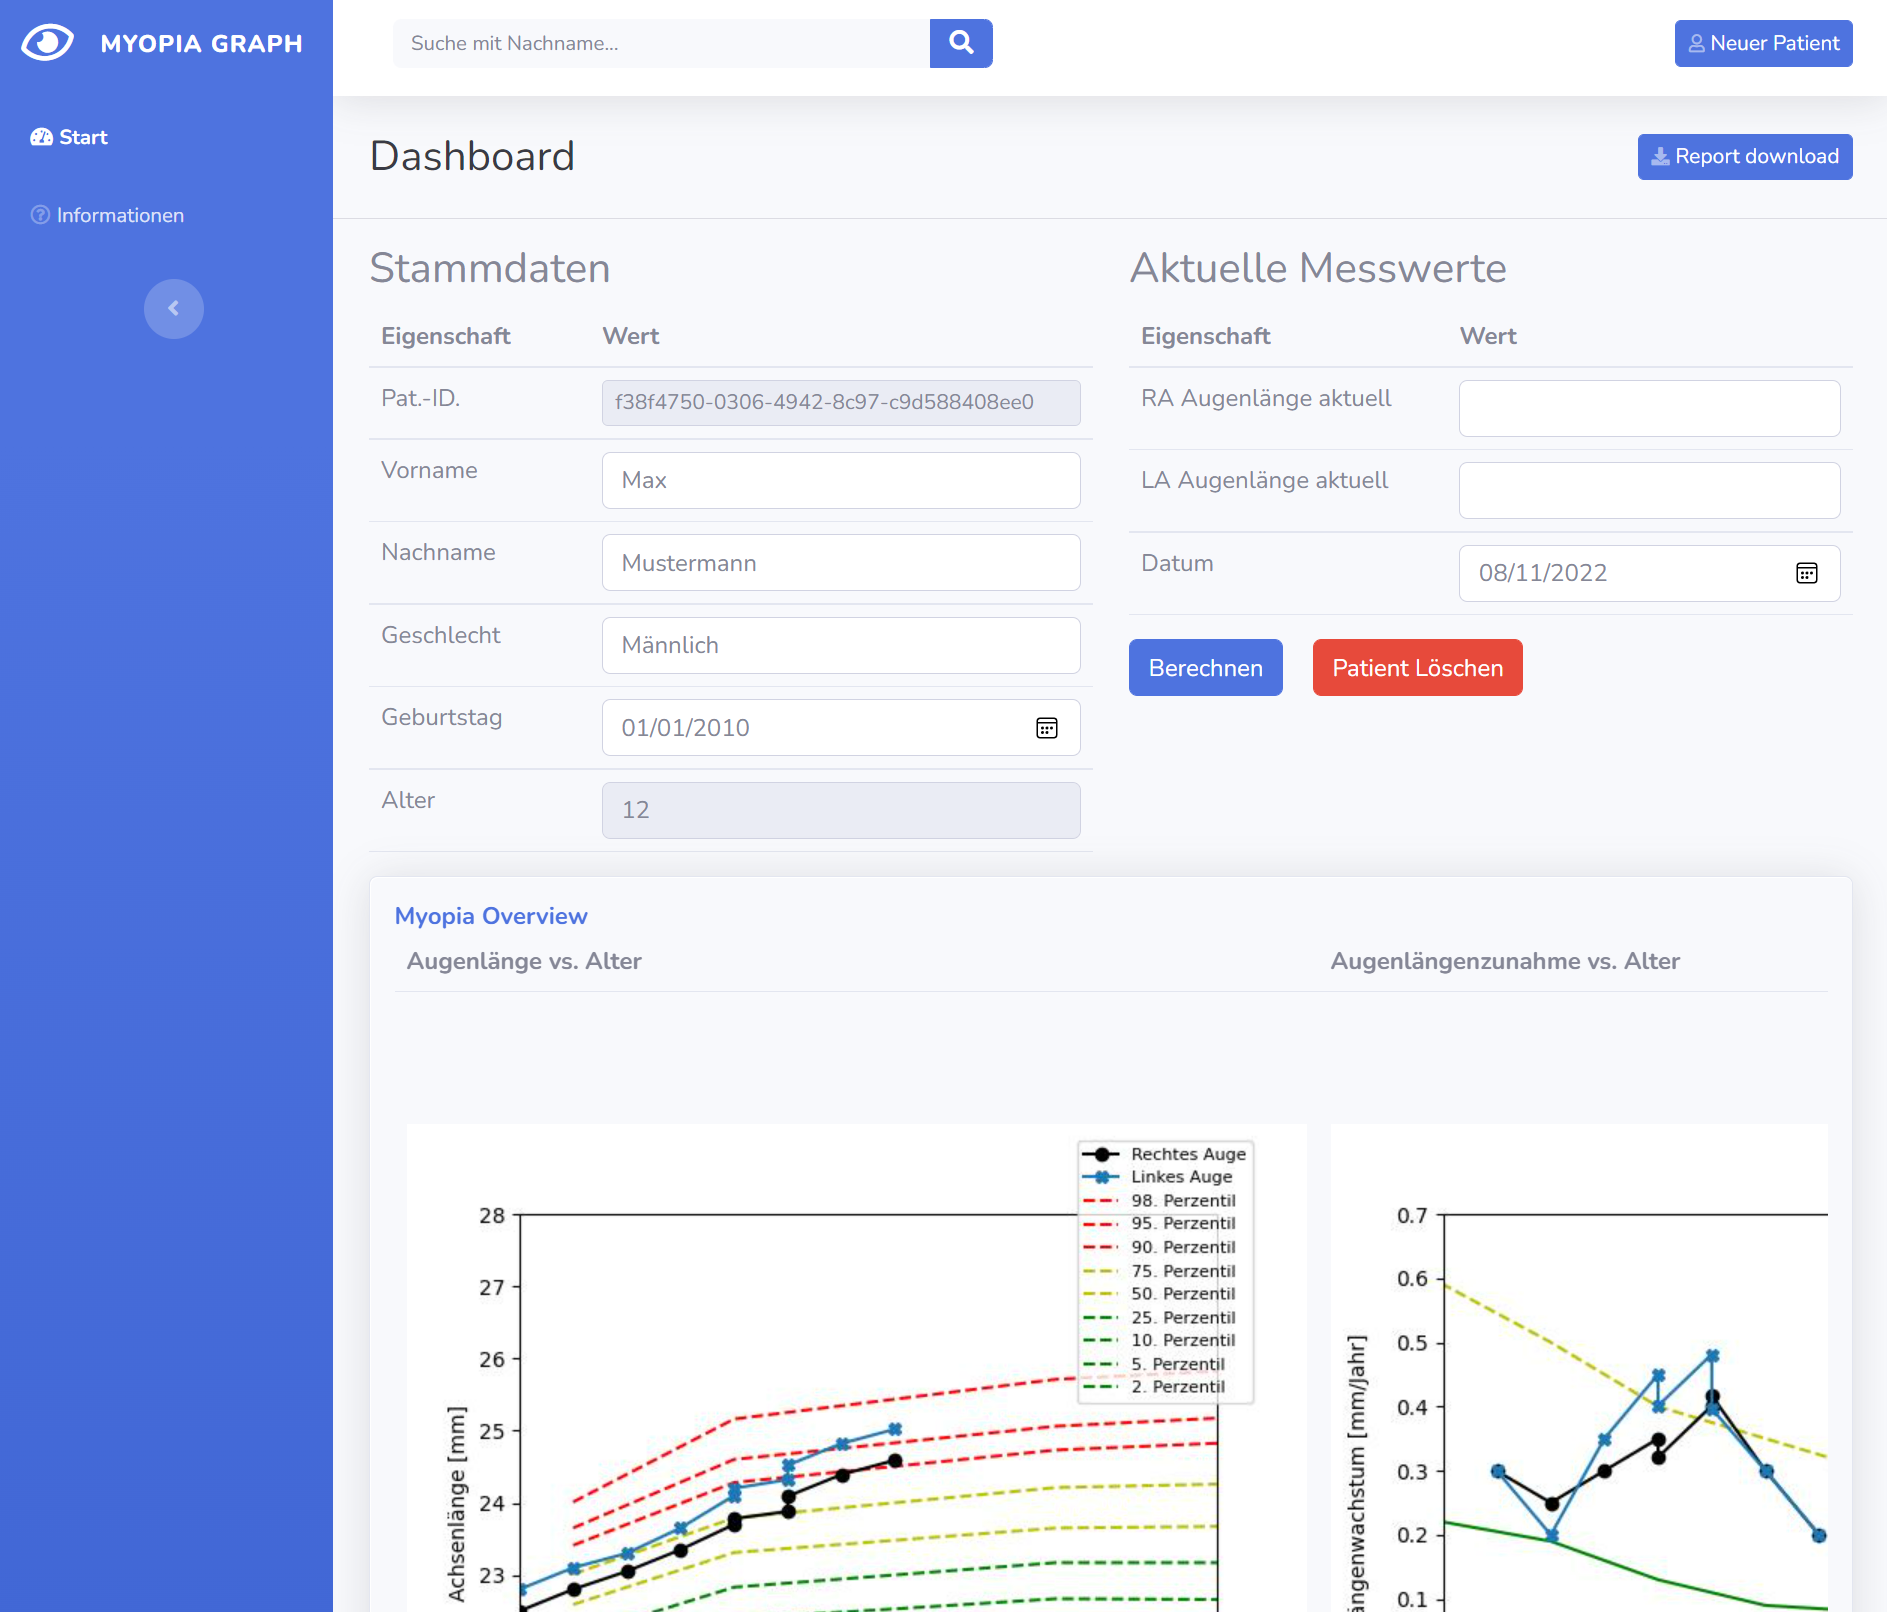 MYOPIA GRAPH
Suche mit Nachname...
Neuer Patient
Start
Informationen
Dashboard
Report download
Stammdaten
Eigenschaft Wert
Pat.-ID. f38f4750-0306-4942-8c97-c9d588408ee0
Vorname Max
Nachname Mustermann
Geschlecht Männlich
Geburtstag 01/01/2010
Alter 12
Aktuelle Messwerte
Eigenschaft Wert
RA Augenlänge aktuell
LA Augenlänge aktuell
Datum 08/11/2022
Berechnen Patient Löschen
Myopia Overview
Augenlänge vs. Alter
Augenlängenzunahme vs. Alter
Rechtes Auge
Linkes Auge
98. Perzentil
95. Perzentil
90. Perzentil
75. Perzentil
50. Perzentil
25. Perzentil
10. Perzentil
5. Perzentil
2. Perzentil
28
27
26
25
24
23
Achsenlänge [mm]
0.7
0.6
0.5
0.4
0.3
0.2
0.1
ängenwachstum [mm/Jahr]